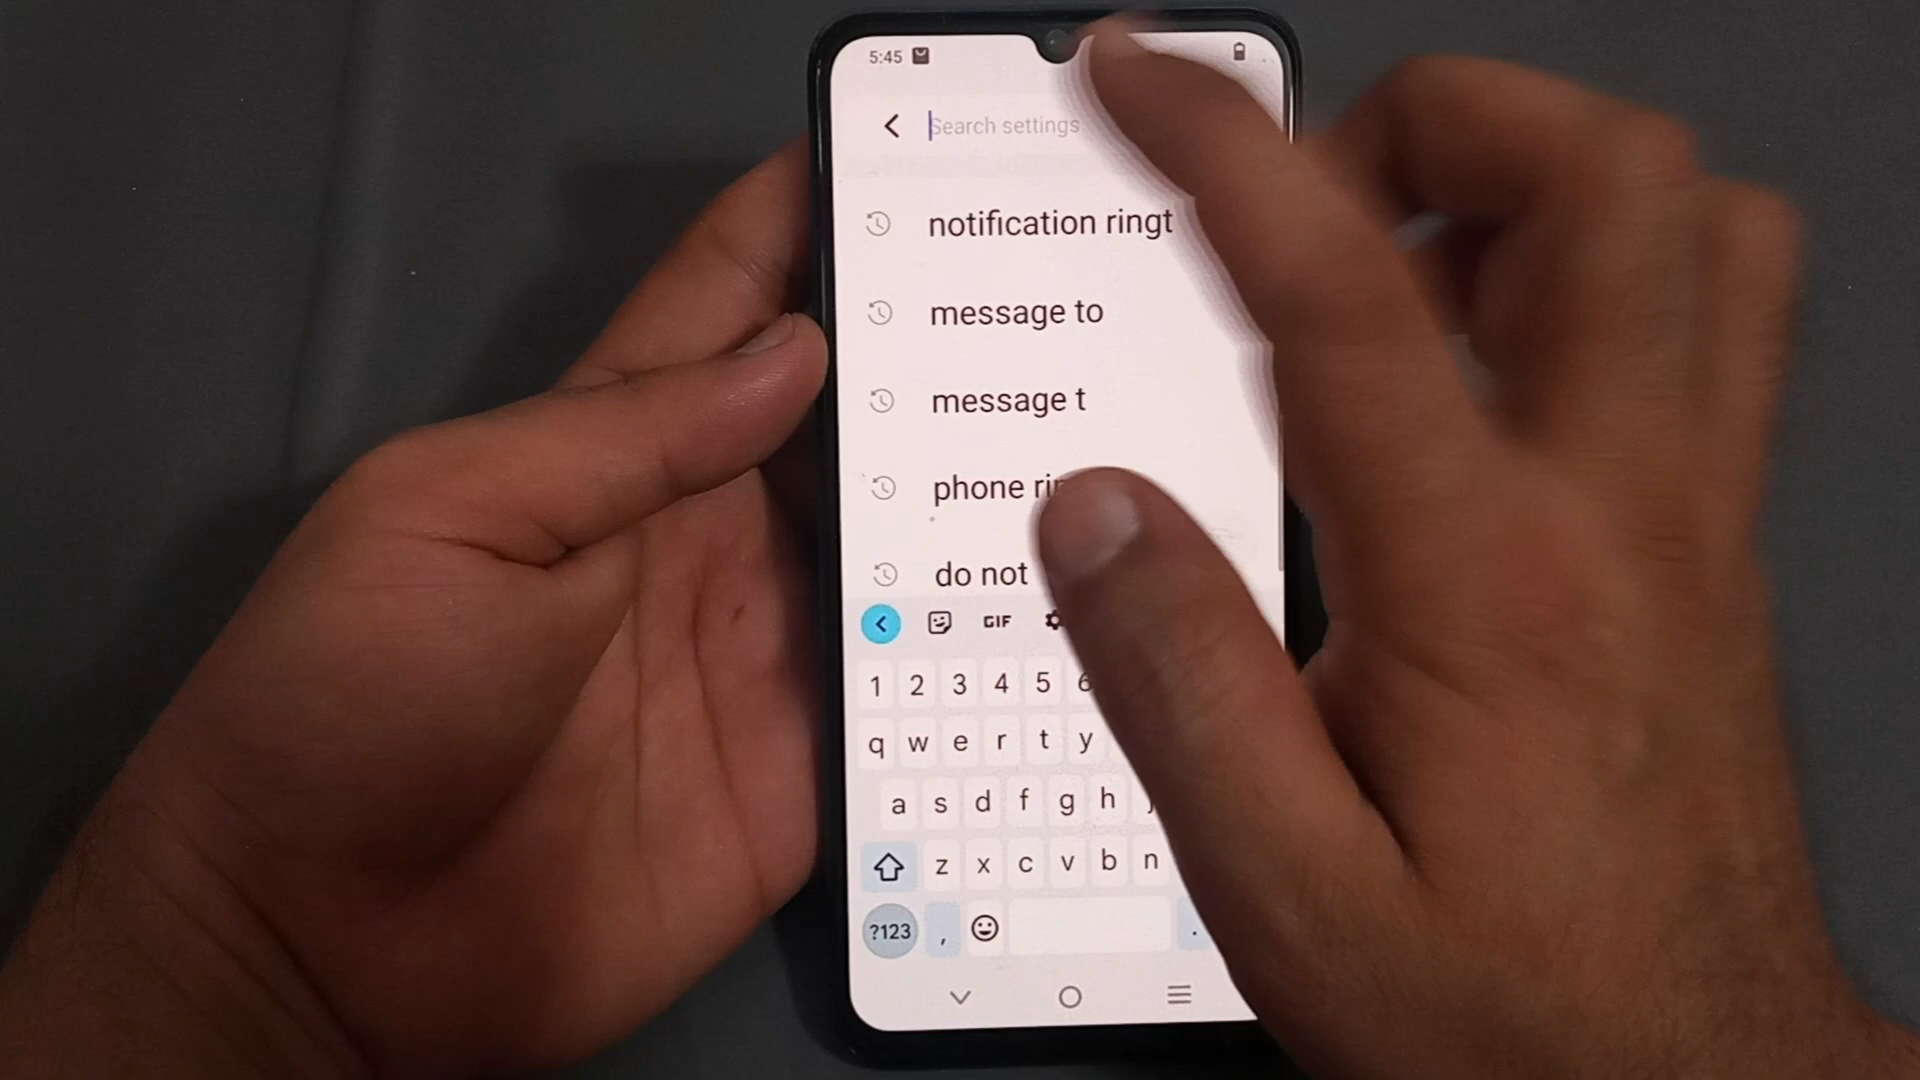 5:45
Search settings
notification ringt
message to
message t
phone
do not
GIF
1 2 3 4 5 6
q w e r t y
a s d f g h j
z x c v b n
?123 , .